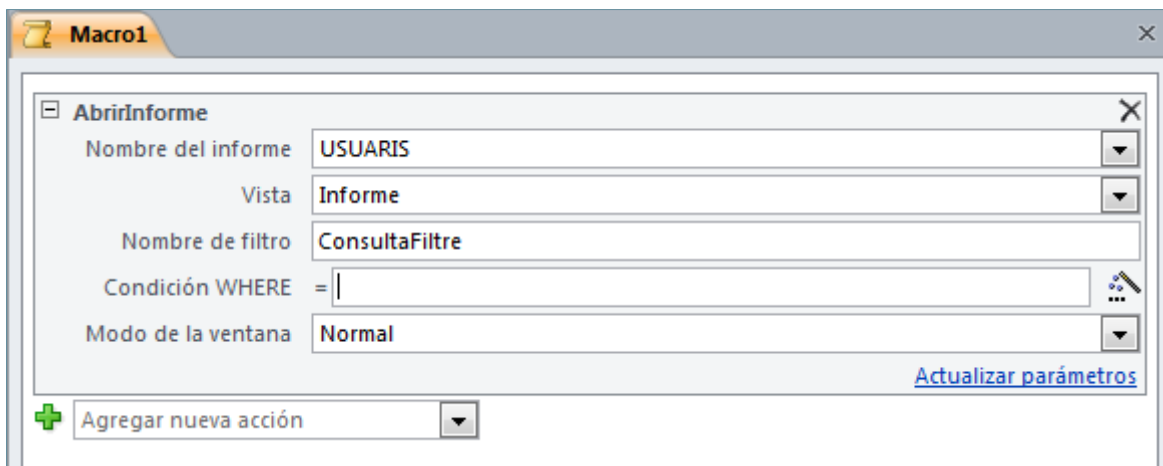 Macro1
AbrirInforme
Nombre del informe USUARIS
Vista Informe
Nombre de filtro ConsultaFiltre
Condición WHERE =
Modo de la ventana Normal
Actualizar parámetros
Agregar nueva acción